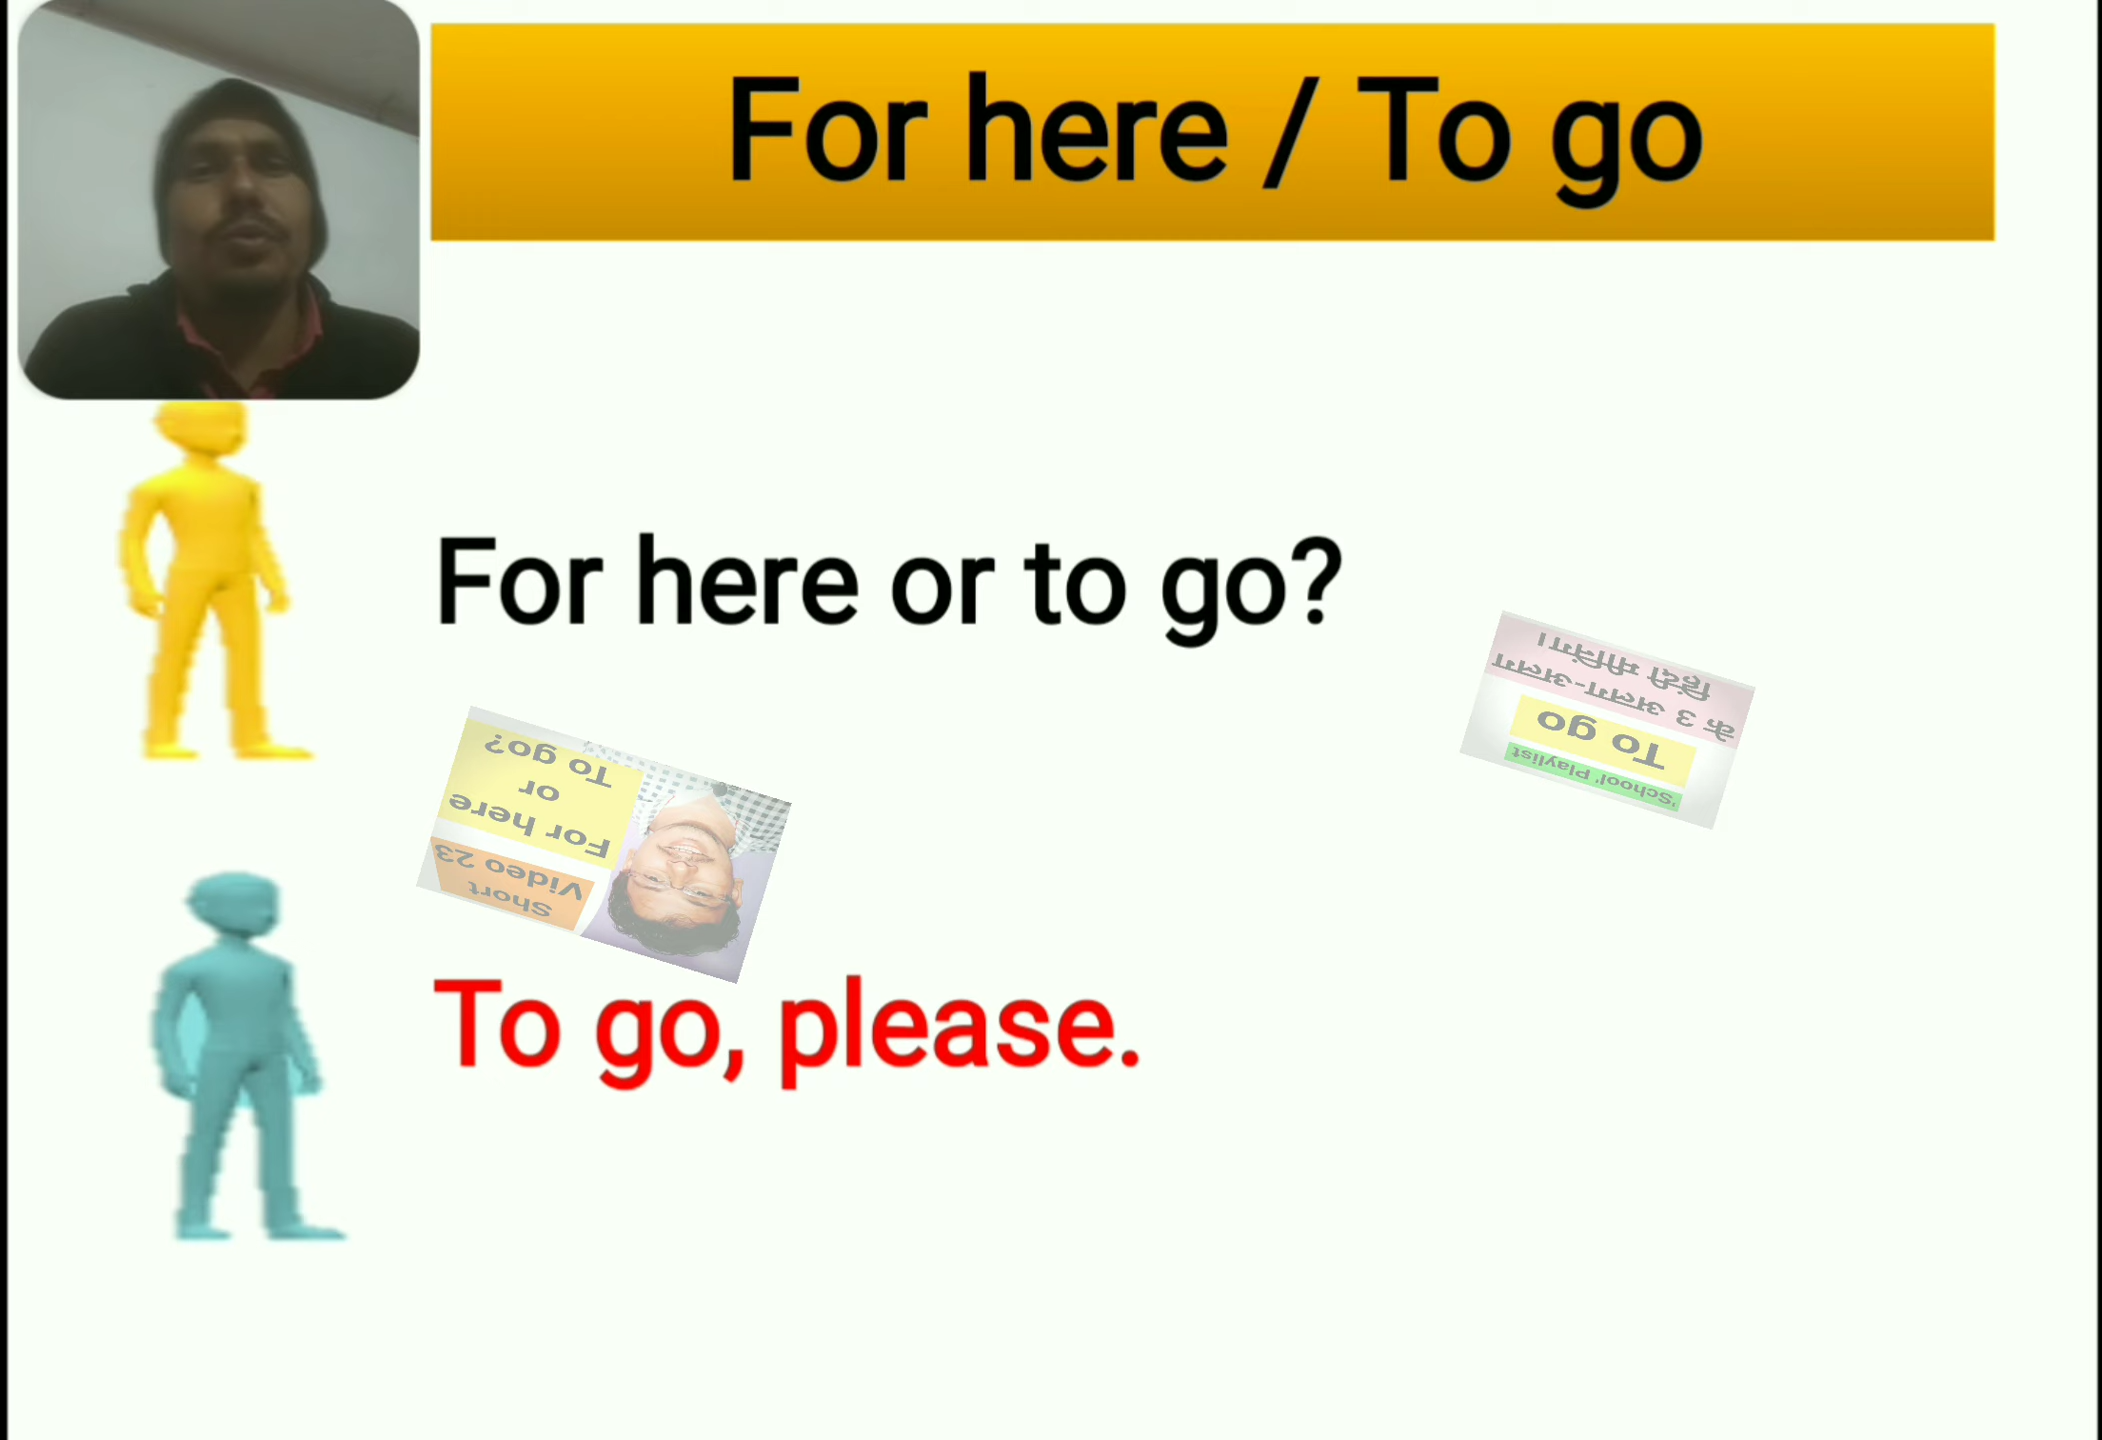 For here / To go
For here or to go?
'School' Playlist
To go
के 3 अलग-अलग
हिंदी मीनिंग।
Short
Video 23
For here
or
To go?
To go, please.